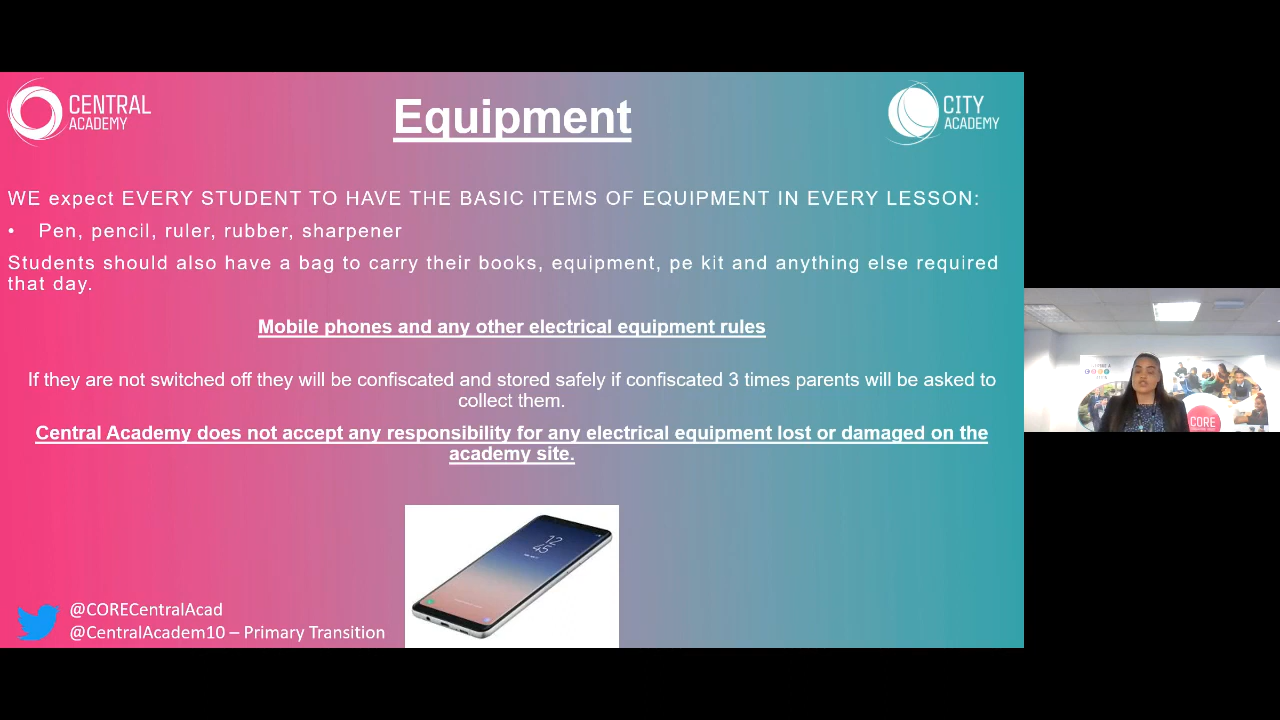 CENTRAL
ACADEMY
Equipment
CITY
ACADEMY
WE expect EVERY STUDENT TO HAVE THE BASIC ITEMS OF EQUIPMENT IN EVERY LESSON:
• Pen, pencil, ruler, rubber, sharpener
Students should also have a bag to carry their books, equipment, pe kit and anything else required
that day.
Mobile phones and any other electrical equipment rules
If they are not switched off they will be confiscated and stored safely if confiscated 3 times parents will be asked to
collect them.
Central Academy does not accept any responsibility for any electrical equipment lost or damaged on the
academy site.
12
45
@CORECentralAcad
@CentralAcadem10 – Primary Transition
CORE